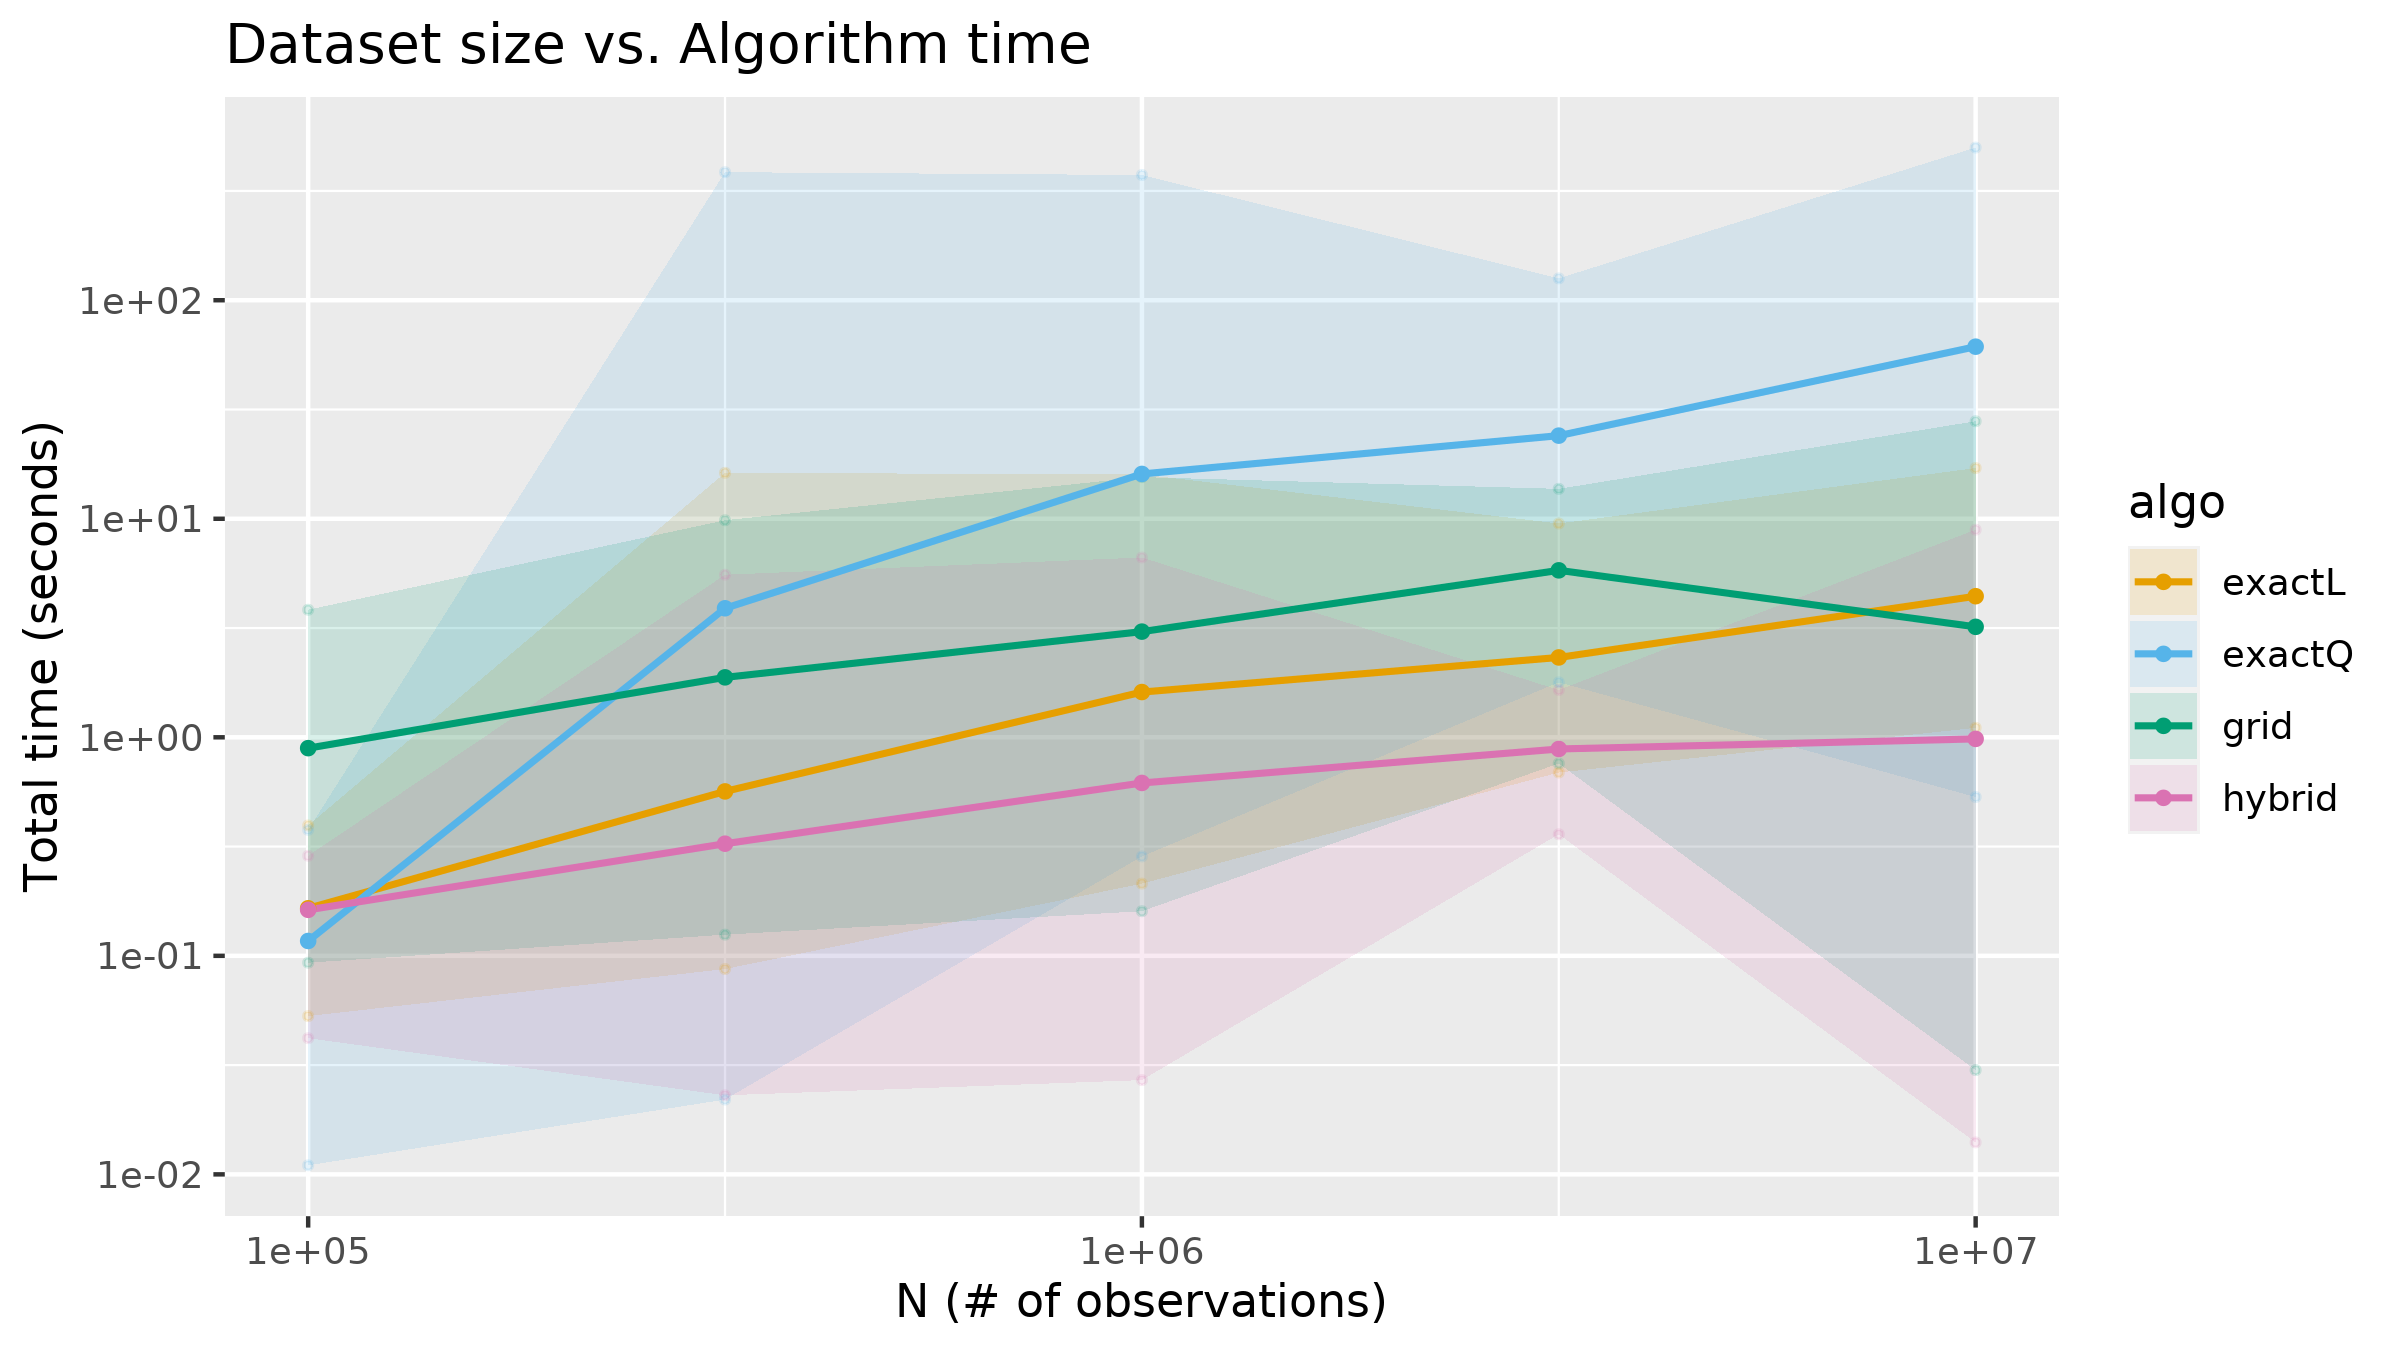 Dataset size vs. Algorithm time
Total time (seconds)
1e+02
1e+01
1e+00
1e-01
1e-02
1e+05
1e+06
1e+07
N (# of observations)
algo
exactL
exactQ
grid
hybrid